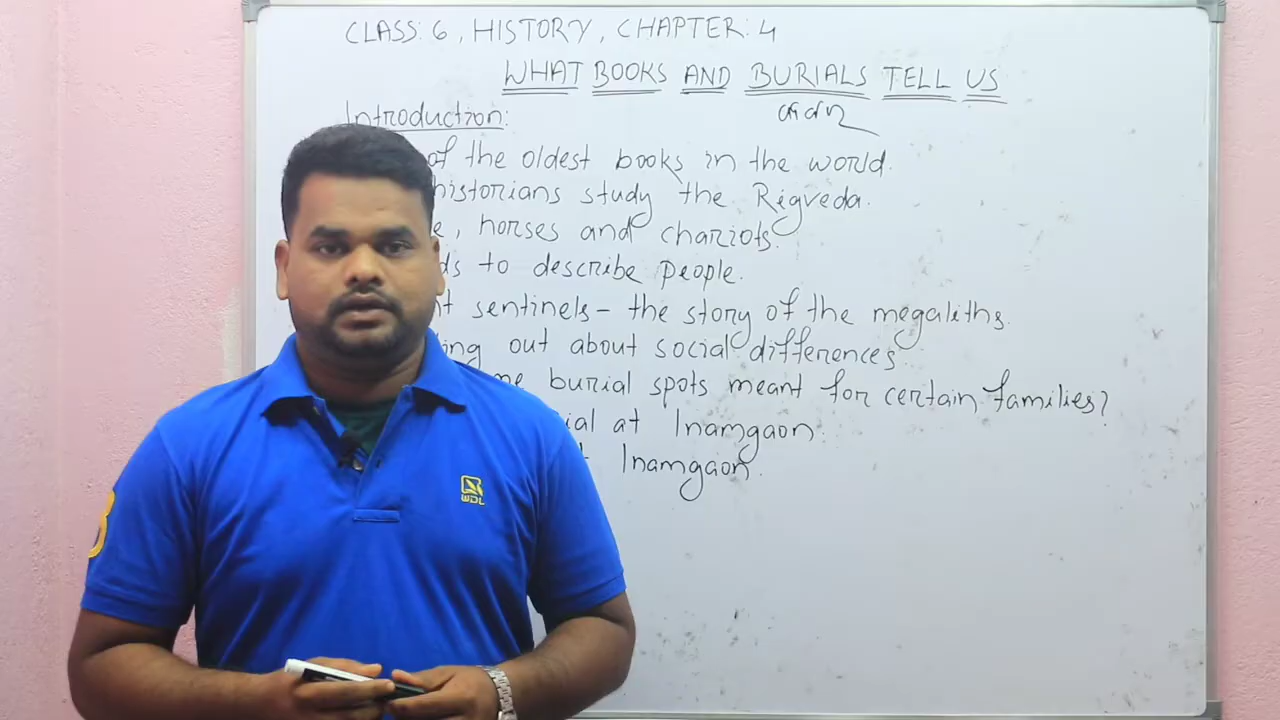 CLASS: 6, HISTORY, CHAPTER: 4
WHAT BOOKS AND BURIALS TELL US
Introduction:
of the oldest books in the world.
historians study the Rigveda.
, horses and chariots.
to describe people.
sentinels – the story of the megaliths.
out about social differences
burial spots meant for certain families?
at Inamgaon.
Inamgaon.
WDL